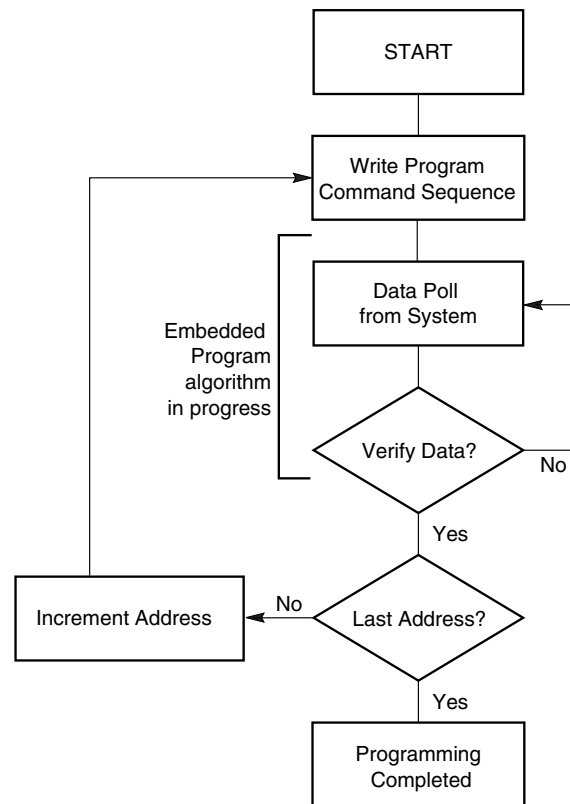 START
Write Program
Command Sequence
Data Poll
from System
Embedded
Program
algorithm
in progress
Verify Data?
No
Yes
Last Address?
No
Increment Address
Yes
Programming
Completed